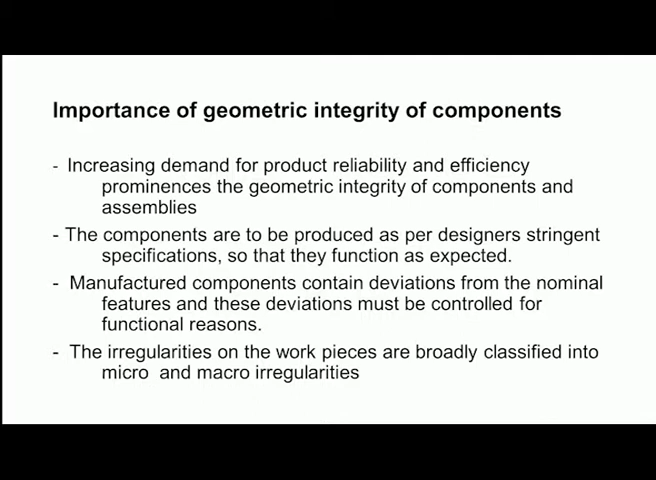 Importance of geometric integrity of components
- Increasing demand for product reliability and efficiency
prominences the geometric integrity of components and
assemblies
- The components are to be produced as per designers stringent
specifications, so that they function as expected.
- Manufactured components contain deviations from the nominal
features and these deviations must be controlled for
functional reasons.
- The irregularities on the work pieces are broadly classified into
micro and macro irregularities